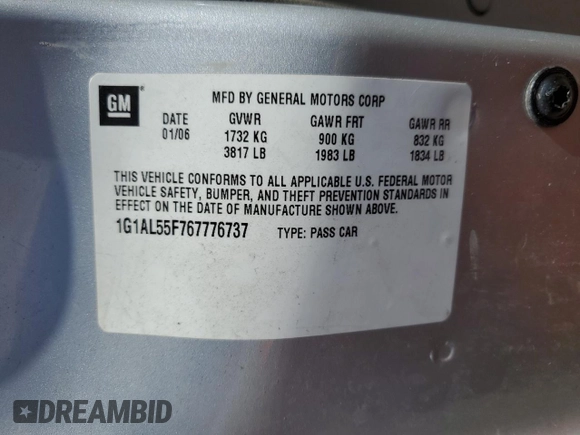 GM
MFD BY GENERAL MOTORS CORP
DATE GVWR GAWR FRT GAWR RR
01/06 1732 KG 900 KG 832 KG
3817 LB 1983 LB 1834 LB
THIS VEHICLE CONFORMS TO ALL APPLICABLE U.S. FEDERAL MOTOR
VEHICLE SAFETY, BUMPER, AND THEFT PREVENTION STANDARDS IN
EFFECT ON THE DATE OF MANUFACTURE SHOWN ABOVE.
1G1AL55F767776737 TYPE: PASS CAR
DREAMBID